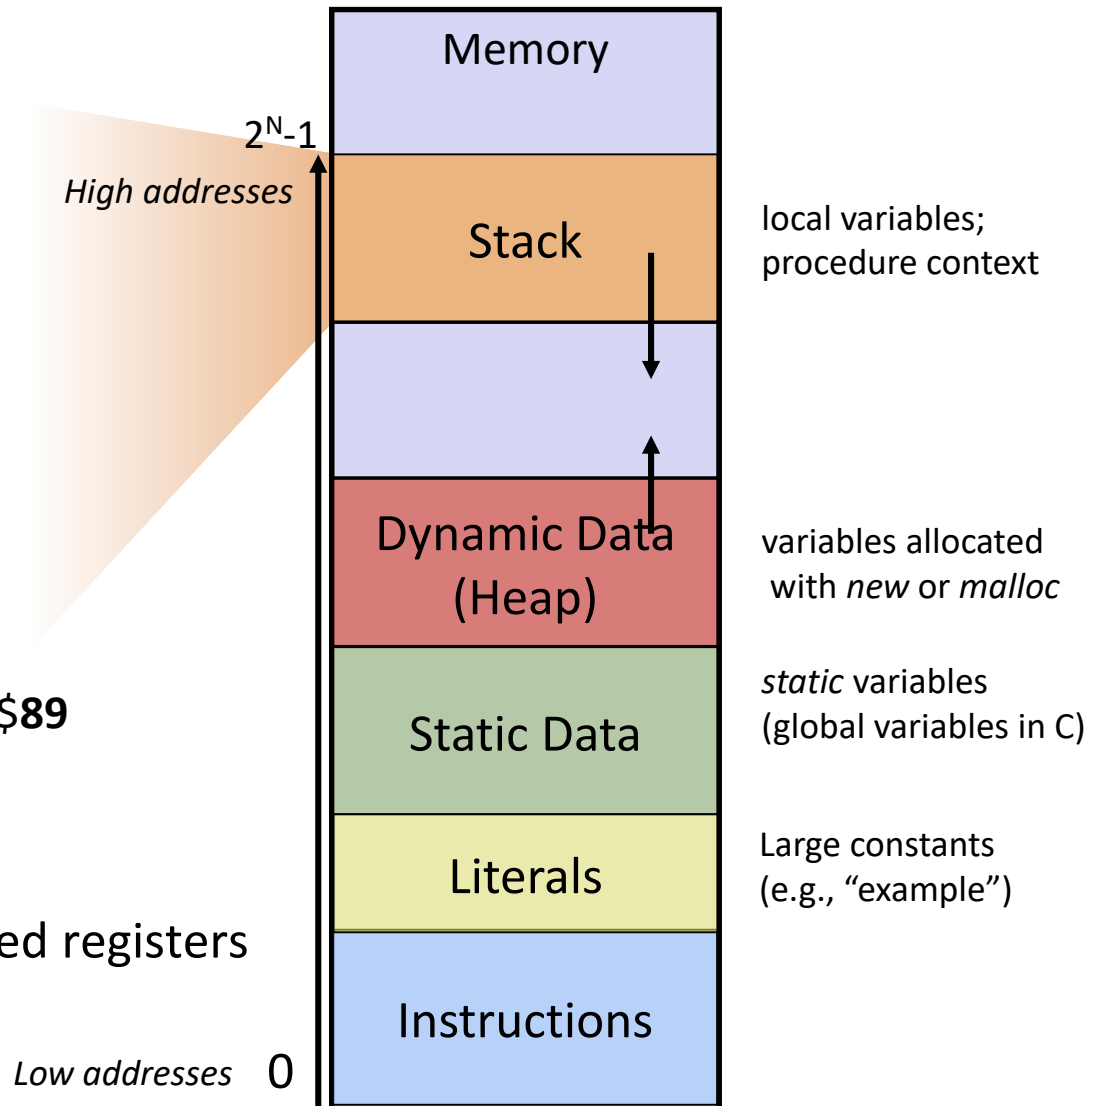 Memory
2ᴺ-1
High addresses
Stack
local variables;
procedure context
Dynamic Data
(Heap)
variables allocated
with new or malloc
$89
Static Data
static variables
(global variables in C)
Literals
Large constants
(e.g., “example”)
ed registers
Instructions
Low addresses 0